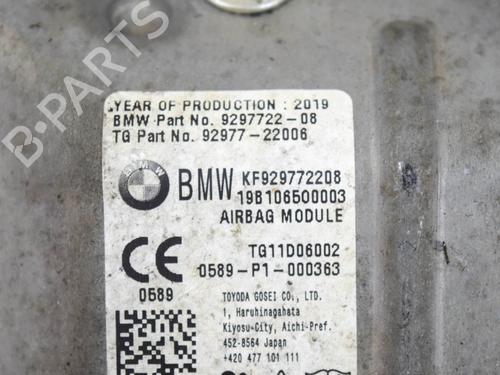 YEAR OF PRODUCTION : 2019
BMW Part No. 9297722-08
TG Part No. 92977-22006
BMW KF929772208
19B106500003
AIRBAG MODULE
TG11D06002
CE 0589-P1-000363
0589
TOYODA GOSEI CO., LTD.
1, Haruhinagahata
Kiyosu-City, Aichi-Pref.
452-8564 Japan
+420 477 101 111
B-PARTS